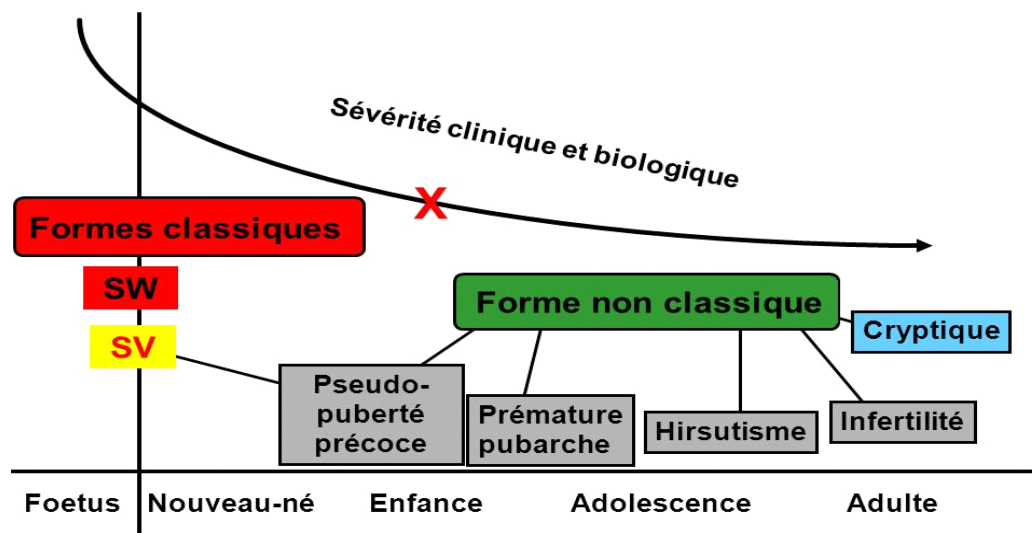 Sévérité clinique et biologique
X
Formes classiques
SW
SV
Forme non classique
Cryptique
Pseudo-
puberté
précoce
Prémature
pubarche
Hirsutisme
Infertilité
Foetus
Nouveau-né
Enfance
Adolescence
Adulte